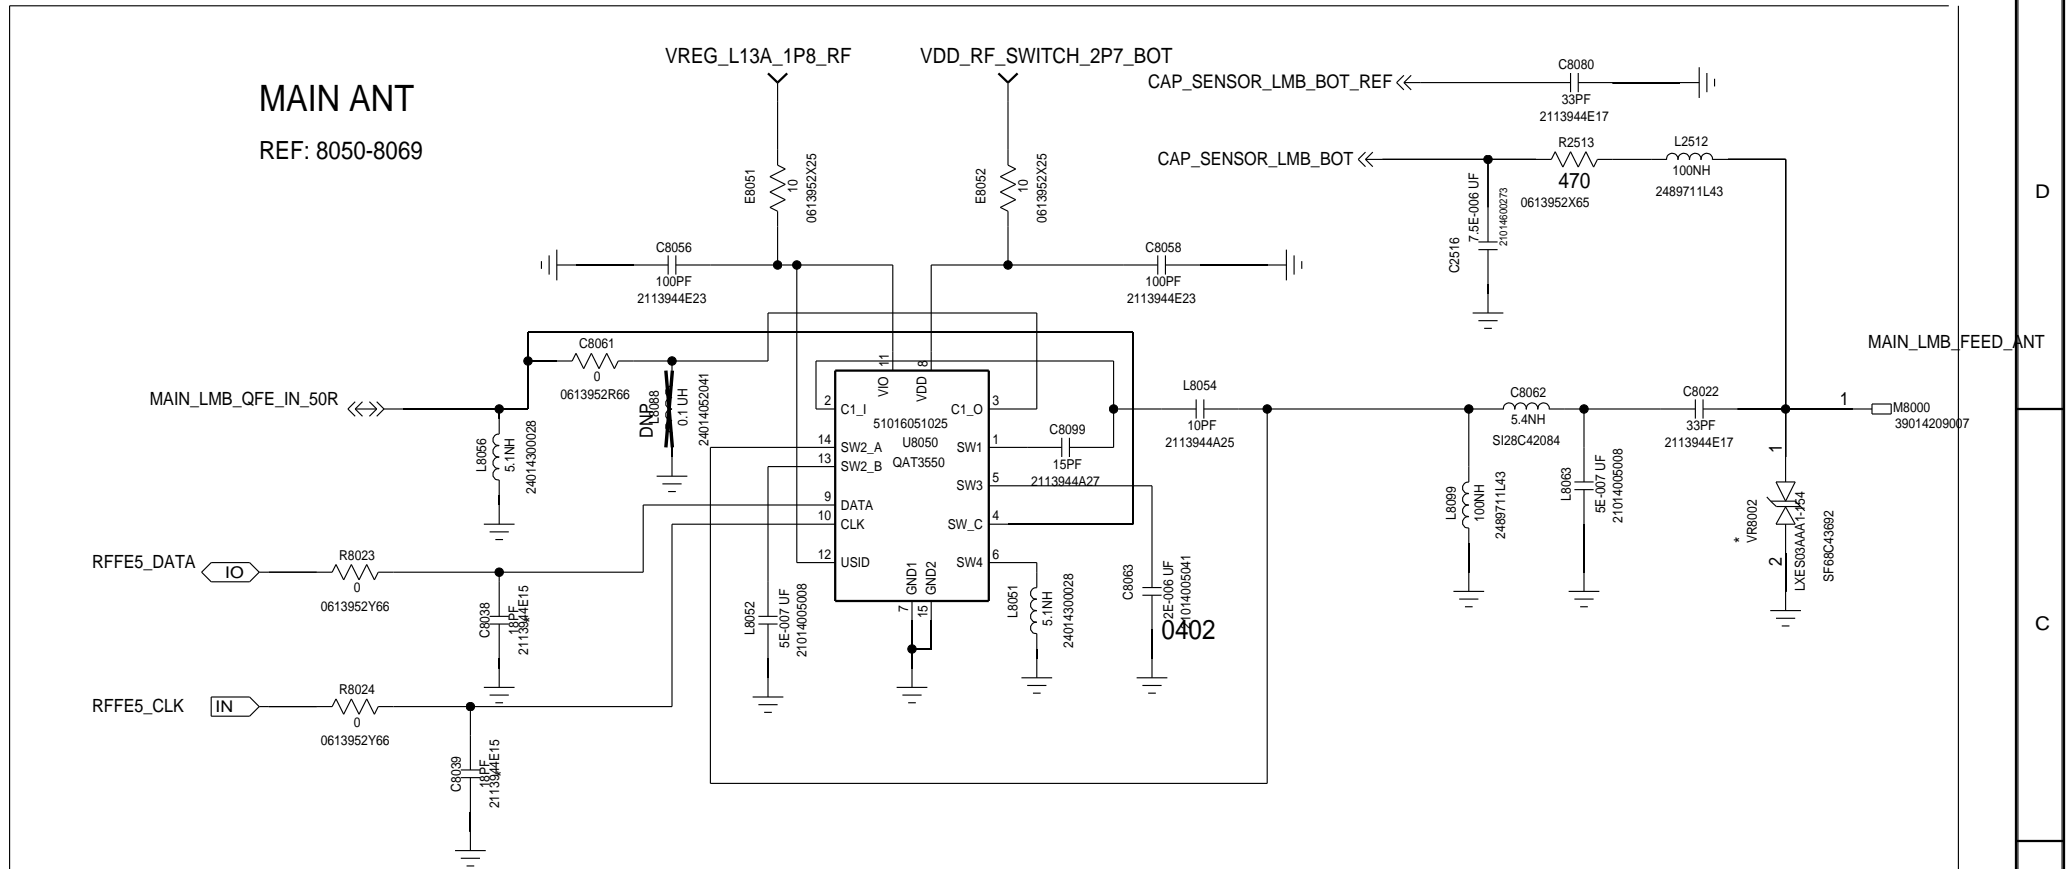 MAIN ANT
REF: 8050-8069
VREG_L13A_1P8_RF
VDD_RF_SWITCH_2P7_BOT
CAP_SENSOR_LMB_BOT_REF
C8080
33PF
2113944E17
CAP_SENSOR_LMB_BOT
R2513
470
0613952X65
L2512
100NH
2489711L43
D
E8051
10
0613952X25
E8052
10
0613952X25
C2516
7.5E-006 UF
21014600273
C8056
100PF
2113944E23
C8058
100PF
2113944E23
MAIN_LMB_FEED_ANT
C8061
0
0613952R66
MAIN_LMB_QFE_IN_50R
L8056
5.1NH
24014300028
DNP
L8088
0.1 UH
24014052041
11
8
VIO
VDD
2
C1_I
C1_O
3
51016051025
U8050
QAT3550
14
SW2_A
SW1
1
13
SW2_B
SW3
5
9
DATA
10
CLK
SW_C
4
12
USID
SW4
6
GND1
GND2
7
15
C8099
15PF
2113944A27
L8054
10PF
2113944A25
C8062
5.4NH
SI28C42084
C8022
33PF
2113944E17
1
M8000
39014209007
L8099
100NH
2489711L43
L8063
5E-007 UF
21014005008
1
2
*
VR8002
LXES03AAA1-154
SF68C43692
RFFE5_DATA
IO
R8023
0
0613952Y66
C8038
18PF
2113944E15
L8052
5E-007 UF
21014005008
L8051
5.1NH
24014300028
C8063
2E-006 UF
21014005041
0402
C
RFFE5_CLK
IN
R8024
0
0613952Y66
C8039
18PF
2113944E15